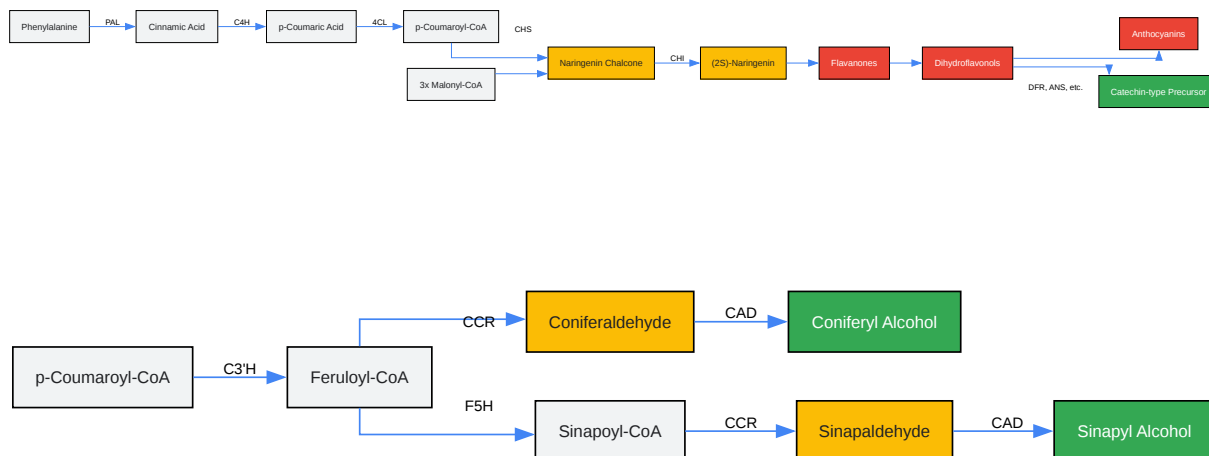 Phenylalanine
PAL
Cinnamic Acid
C4H
p-Coumaric Acid
4CL
p-Coumaroyl-CoA
CHS
3x Malonyl-CoA
Naringenin Chalcone
CHI
(2S)-Naringenin
Flavanones
Dihydroflavonols
Anthocyanins
DFR, ANS, etc.
Catechin-type Precursor
p-Coumaroyl-CoA
C3'H
Feruloyl-CoA
CCR
Coniferaldehyde
CAD
Coniferyl Alcohol
F5H
Sinapoyl-CoA
CCR
Sinapaldehyde
CAD
Sinapyl Alcohol